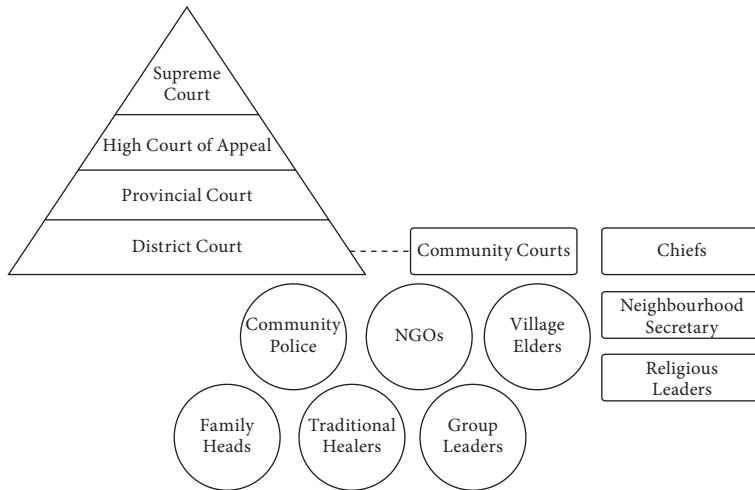 Supreme
Court
High Court of Appeal
Provincial Court
District Court
Community Courts
Chiefs
Community
Police
NGOs
Village
Elders
Neighbourhood
Secretary
Religious
Leaders
Family
Heads
Traditional
Healers
Group
Leaders